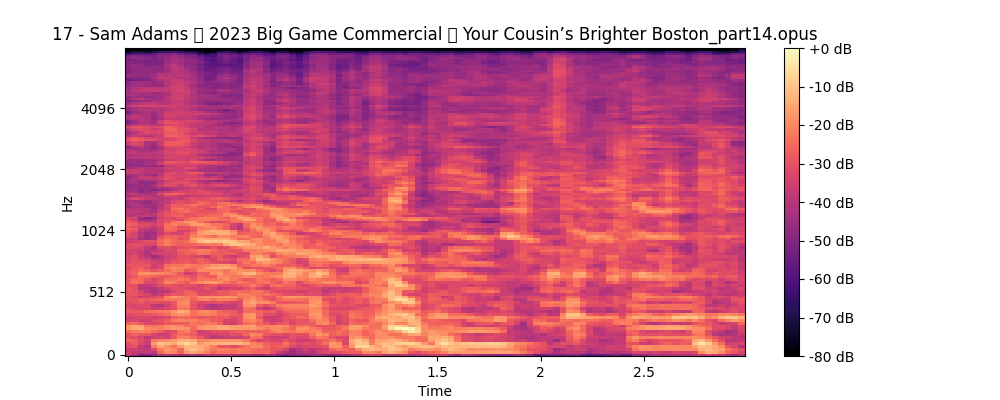 17 - Sam Adams ▯ 2023 Big Game Commercial ▯ Your Cousin’s Brighter Boston_part14.opus
+0 dB
4096
-10 dB
-20 dB
2048
-30 dB
Hz
1024
-40 dB
-50 dB
512
-60 dB
-70 dB
0
-80 dB
0
0.5
1
1.5
2
2.5
Time